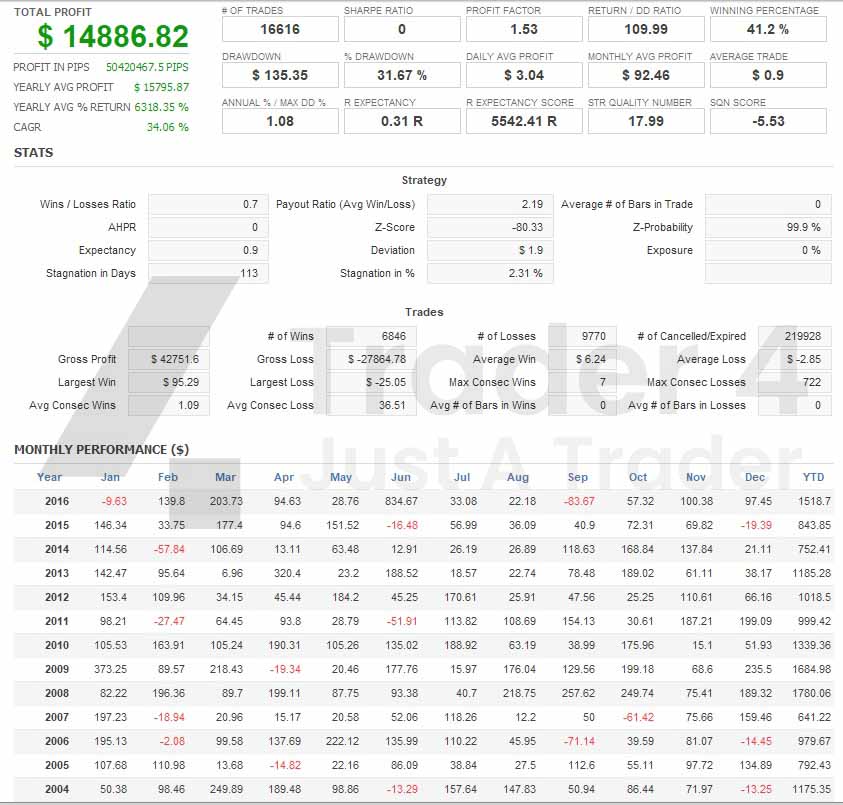 TOTAL PROFIT
$ 14886.82
PROFIT IN PIPS 50420467.5 PIPS
YEARLY AVG PROFIT $ 15795.87
YEARLY AVG % RETURN 6318.35 %
CAGR 34.06 %
# OF TRADES SHARPE RATIO PROFIT FACTOR RETURN / DD RATIO WINNING PERCENTAGE
16616 0 1.53 109.99 41.2 %
DRAWDOWN % DRAWDOWN DAILY AVG PROFIT MONTHLY AVG PROFIT AVERAGE TRADE
$ 135.35 31.67 % $ 3.04 $ 92.46 $ 0.9
ANNUAL % / MAX DD % R EXPECTANCY R EXPECTANCY SCORE STR QUALITY NUMBER SQN SCORE
1.08 0.31 R 5542.41 R 17.99 -5.53
STATS
Strategy
Wins / Losses Ratio 0.7 Payout Ratio (Avg Win/Loss) 2.19 Average # of Bars in Trade 0
AHPR 0 Z-Score -80.33 Z-Probability 99.9 %
Expectancy 0.9 Deviation $ 1.9 Exposure 0 %
Stagnation in Days 113 Stagnation in % 2.31 %
Trades
# of Wins 6846 # of Losses 9770 # of Cancelled/Expired 219928
Gross Profit $ 42751.6 Gross Loss $ -27864.78 Average Win $ 6.24 Average Loss $ -2.85
Largest Win $ 95.29 Largest Loss $ -25.05 Max Consec Wins 7 Max Consec Losses 722
Avg Consec Wins 1.09 Avg Consec Loss 36.51 Avg # of Bars in Wins 0 Avg # of Bars in Losses 0
Trader 4
Just A Trader
MONTHLY PERFORMANCE ($)
Year Jan Feb Mar Apr May Jun Jul Aug Sep Oct Nov Dec YTD
2016 -9.63 139.8 203.73 94.63 28.76 834.67 33.08 22.18 -83.67 57.32 100.38 97.45 1518.7
2015 146.34 33.75 177.4 94.6 151.52 -16.48 56.99 36.09 40.9 72.31 69.82 -19.39 843.85
2014 114.56 -57.84 106.69 13.11 63.48 12.91 26.19 26.89 118.63 168.84 137.84 21.11 752.41
2013 142.47 95.64 6.96 320.4 23.2 188.52 18.57 22.74 78.48 189.02 61.11 38.17 1185.28
2012 153.4 109.96 34.15 45.44 184.2 45.25 170.61 25.91 47.56 25.25 110.61 66.16 1018.5
2011 98.21 -27.47 64.45 93.8 28.79 -51.91 113.82 108.69 154.13 30.61 187.21 199.09 999.42
2010 105.53 163.91 105.24 190.31 105.26 135.02 188.92 63.19 38.99 175.96 15.1 51.93 1339.36
2009 373.25 89.57 218.43 -19.34 20.46 177.76 15.97 176.04 129.56 199.18 68.6 235.5 1684.98
2008 82.22 196.36 89.7 199.11 87.75 93.38 40.7 218.75 257.62 249.74 75.41 189.32 1780.06
2007 197.23 -18.94 20.96 15.17 20.58 52.06 118.26 12.2 50 -61.42 75.66 159.46 641.22
2006 195.13 -2.08 99.58 137.69 222.12 135.99 110.22 45.95 -71.14 39.59 81.07 -14.45 979.67
2005 107.68 110.98 13.68 -14.82 22.16 86.09 38.84 27.5 112.6 55.11 97.72 134.89 792.43
2004 50.38 98.46 249.89 189.48 98.86 -13.29 157.64 147.83 50.94 86.44 71.97 -13.25 1175.35